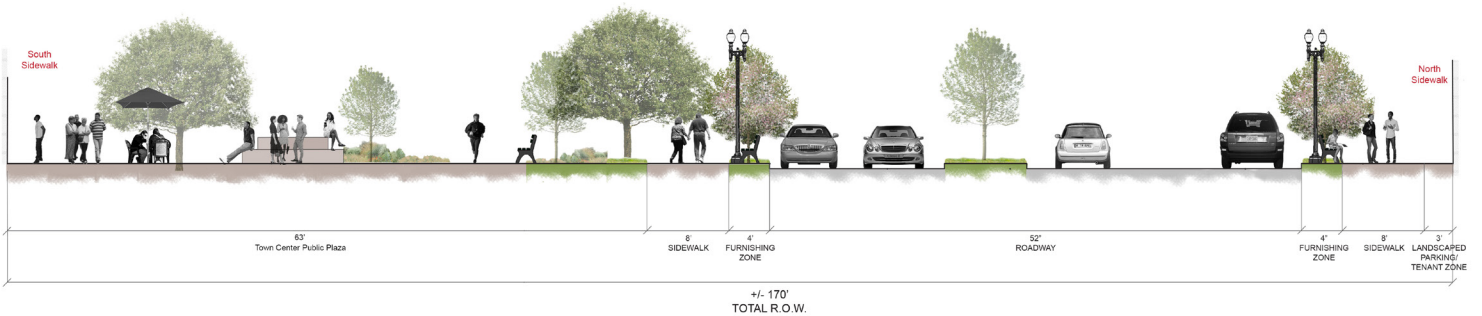 South
Sidewalk
North
Sidewalk
63'
Town Center Public Plaza
8'
SIDEWALK
4'
FURNISHING
ZONE
52"
ROADWAY
4"
FURNISHING
ZONE
8'
SIDEWALK
3'
LANDSCAPED
PARKING/
TENANT ZONE
+/- 170'
TOTAL R.O.W.